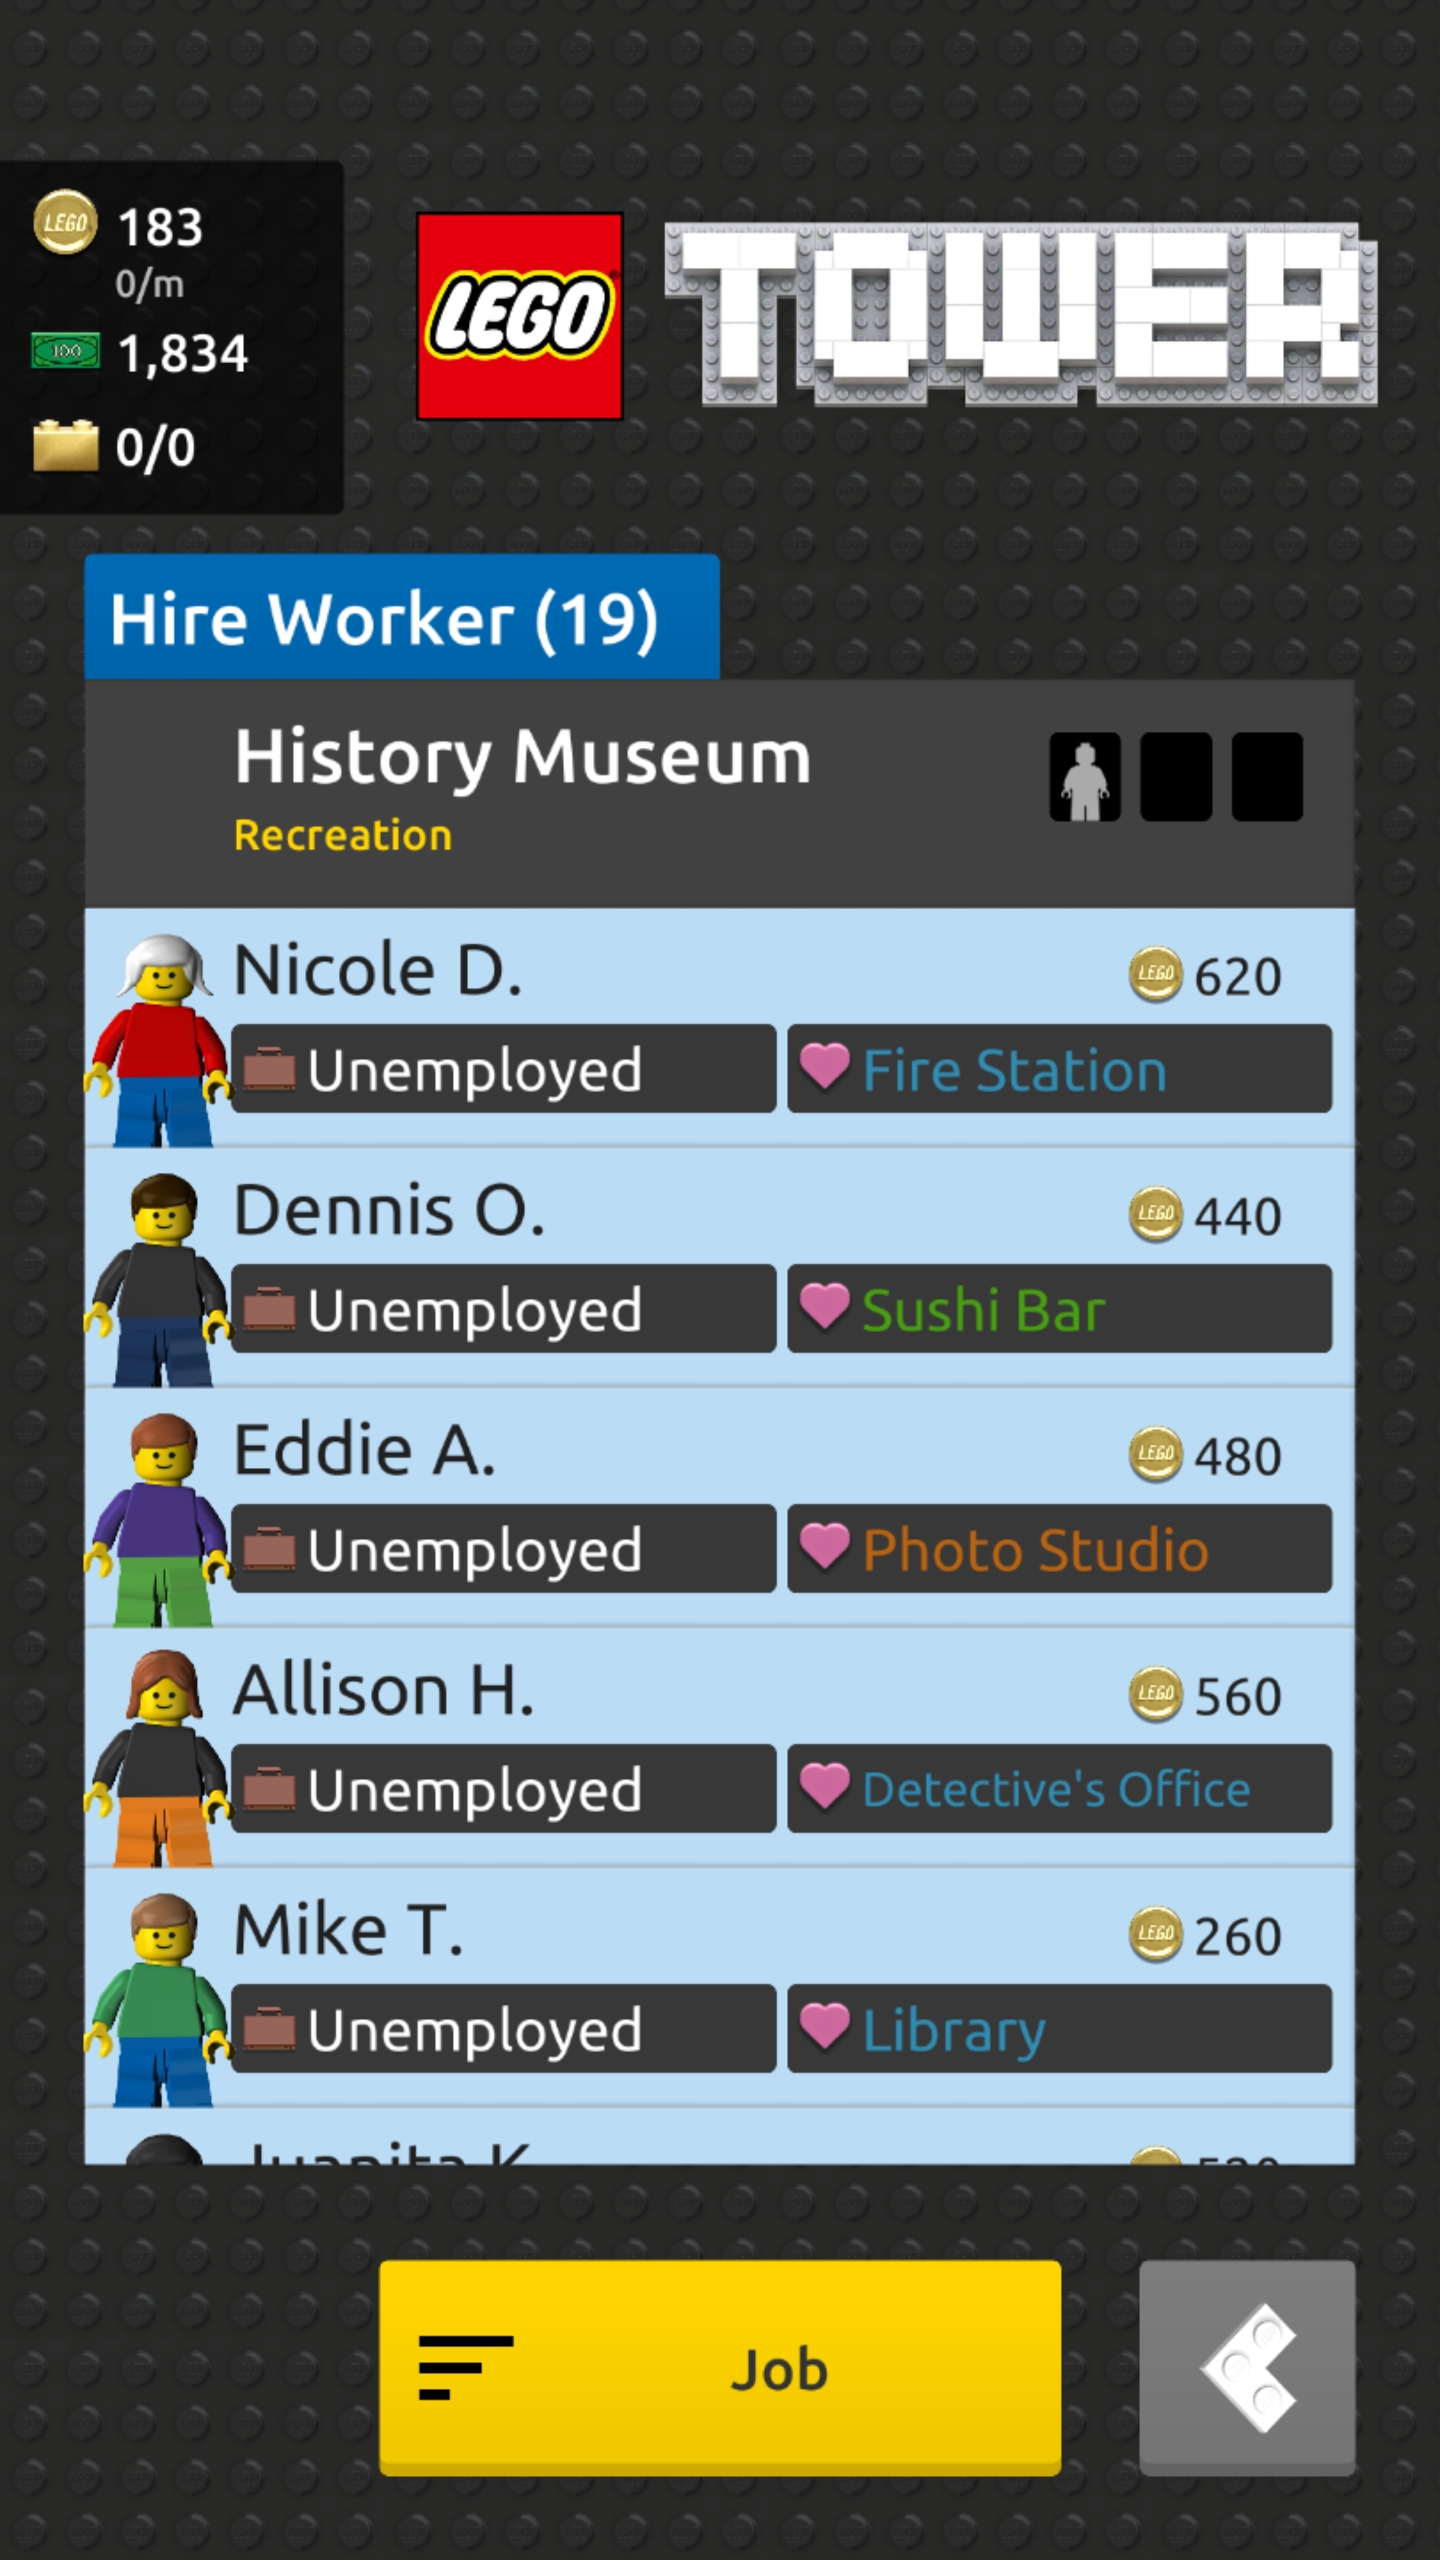 183
0/m
1,834
0/0
LEGO TOWER
Hire Worker (19)
History Museum
Recreation
Nicole D.
620
Unemployed
Fire Station
Dennis O.
440
Unemployed
Sushi Bar
Eddie A.
480
Unemployed
Photo Studio
Allison H.
560
Unemployed
Detective's Office
Mike T.
260
Unemployed
Library
Juanita K.
Job